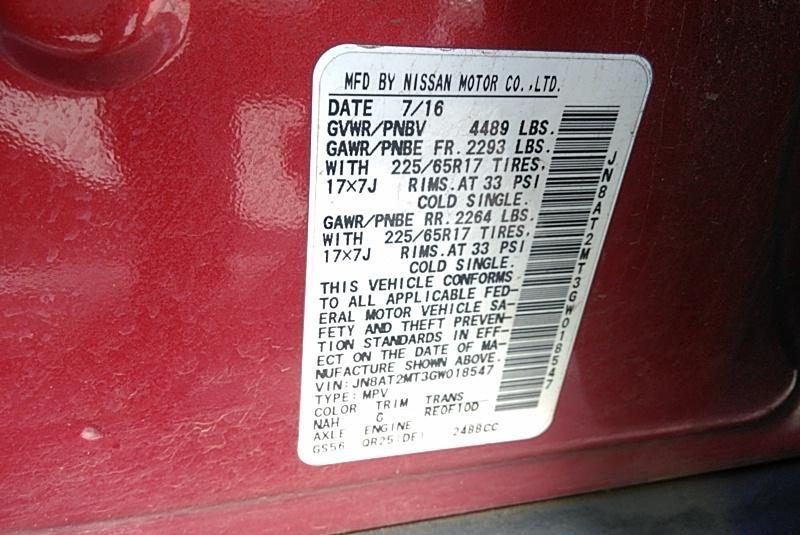 MFD BY NISSAN MOTOR CO.,LTD.
DATE 7/16
GVWR/PNBV 4489 LBS.
GAWR/PNBE FR. 2293 LBS.
WITH 225/65R17 TIRES,
17×7J RIMS. AT 33 PSI
COLD SINGLE.
GAWR/PNBE RR. 2264 LBS.
WITH 225/65R17 TIRES,
17×7J RIMS. AT 33 PSI
COLD SINGLE.
THIS VEHICLE CONFORMS
TO ALL APPLICABLE FED-
ERAL MOTOR VEHICLE SA-
FETY AND THEFT PREVEN-
TION STANDARDS IN EFF-
ECT ON THE DATE OF MA-
NUFACTURE SHOWN ABOVE.
VIN: JN8AT2MT3GW018547
TYPE: MPV
COLOR TRIM TRANS
NAH G RE0F10D
AXLE ENGINE
GS56 QR25(DE) 2488CC
JN8AT2MT3GW018547